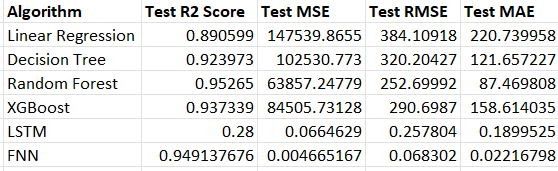 Algorithm Test R2 Score Test MSE Test RMSE Test MAE
Linear Regression 0.890599 147539.8655 384.10918 220.739958
Decision Tree 0.923973 102530.773 320.20427 121.657227
Random Forest 0.95265 63857.24779 252.69992 87.469808
XGBoost 0.937339 84505.73128 290.6987 158.614035
LSTM 0.28 0.0664629 0.257804 0.1899525
FNN 0.949137676 0.004665167 0.068302 0.02216798